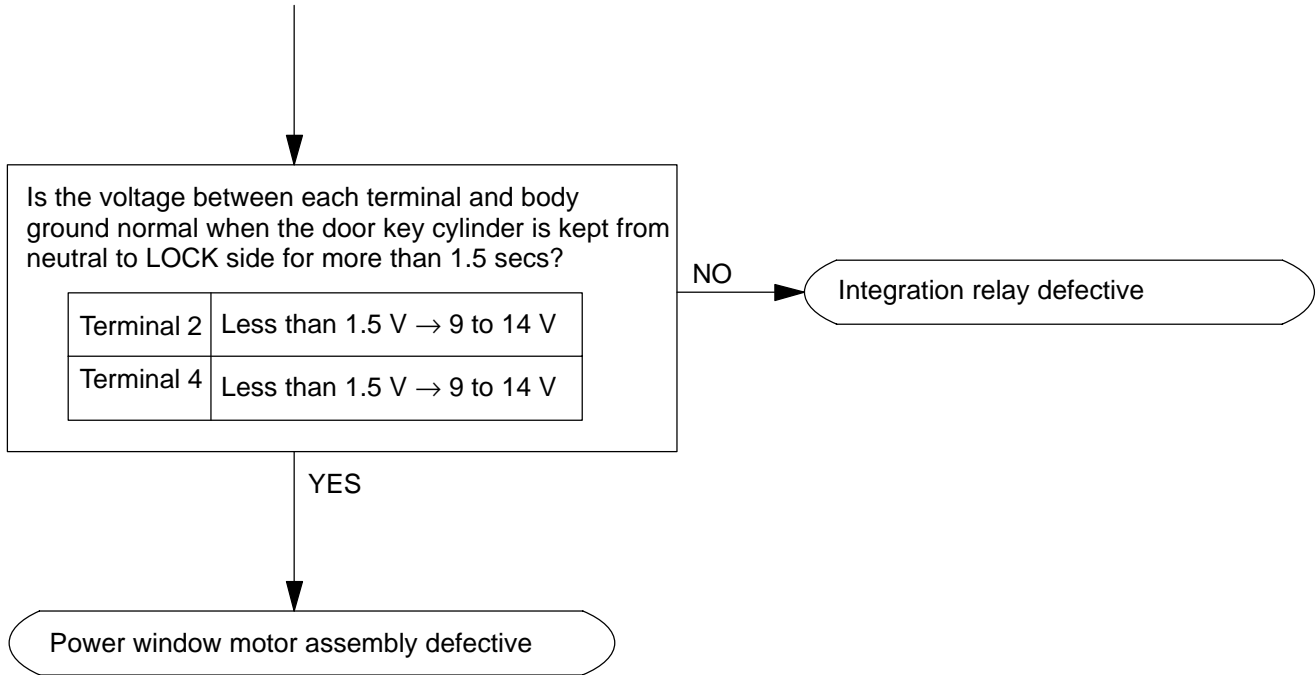 Is the voltage between each terminal and body
ground normal when the door key cylinder is kept from
neutral to LOCK side for more than 1.5 secs?
Terminal 2 Less than 1.5 V → 9 to 14 V
Terminal 4 Less than 1.5 V → 9 to 14 V
NO
Integration relay defective
YES
Power window motor assembly defective